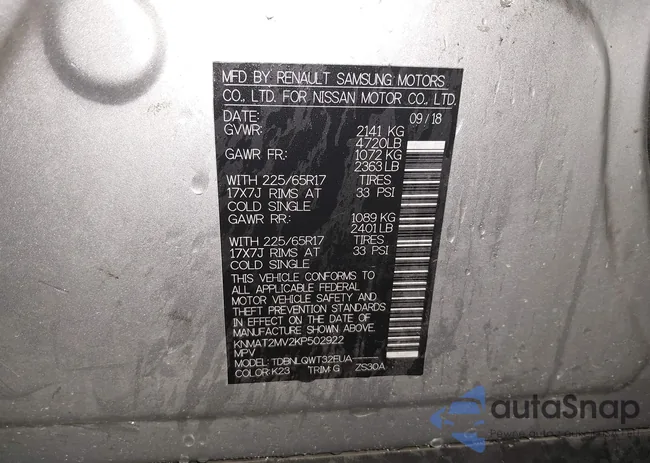 MFD BY RENAULT SAMSUNG MOTORS
CO., LTD. FOR NISSAN MOTOR CO., LTD.
DATE: 09/18
GVWR: 2141 KG
4720LB
GAWR FR: 1072 KG
2363LB
WITH 225/65R17 TIRES
17X7J RIMS AT 33 PSI
COLD SINGLE
GAWR RR: 1089 KG
2401LB
WITH 225/65R17 TIRES
17X7J RIMS AT 33 PSI
COLD SINGLE
THIS VEHICLE CONFORMS TO
ALL APPLICABLE FEDERAL
MOTOR VEHICLE SAFETY AND
THEFT PREVENTION STANDARDS
IN EFFECT ON THE DATE OF
MANUFACTURE SHOWN ABOVE.
KNMAT2MV2KP502922
MPV
MODEL: TDBNLQWT32EUA
COLOR:K23 TRIM:G ZS30A
autoSnap